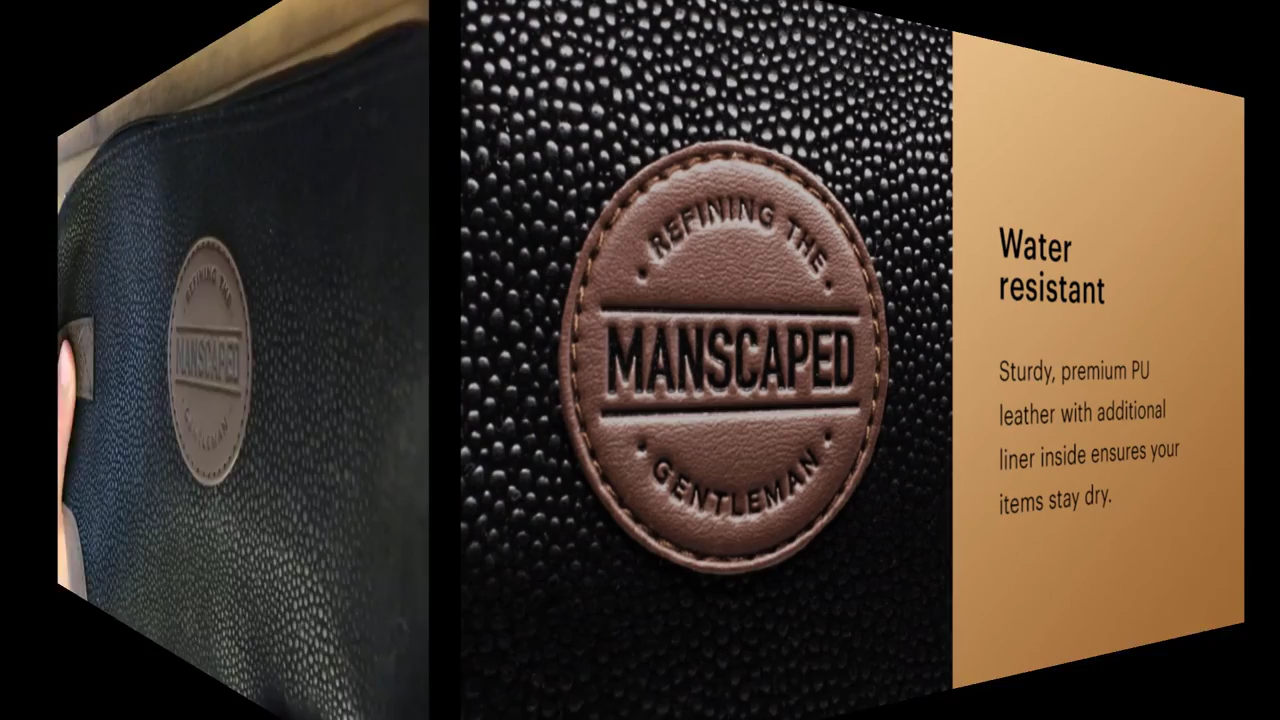 REFINING THE
MANSCAPED
GENTLEMAN
REFINING THE
MANSCAPED
GENTLEMAN
Water
resistant
Sturdy, premium PU
leather with additional
liner inside ensures your
items stay dry.